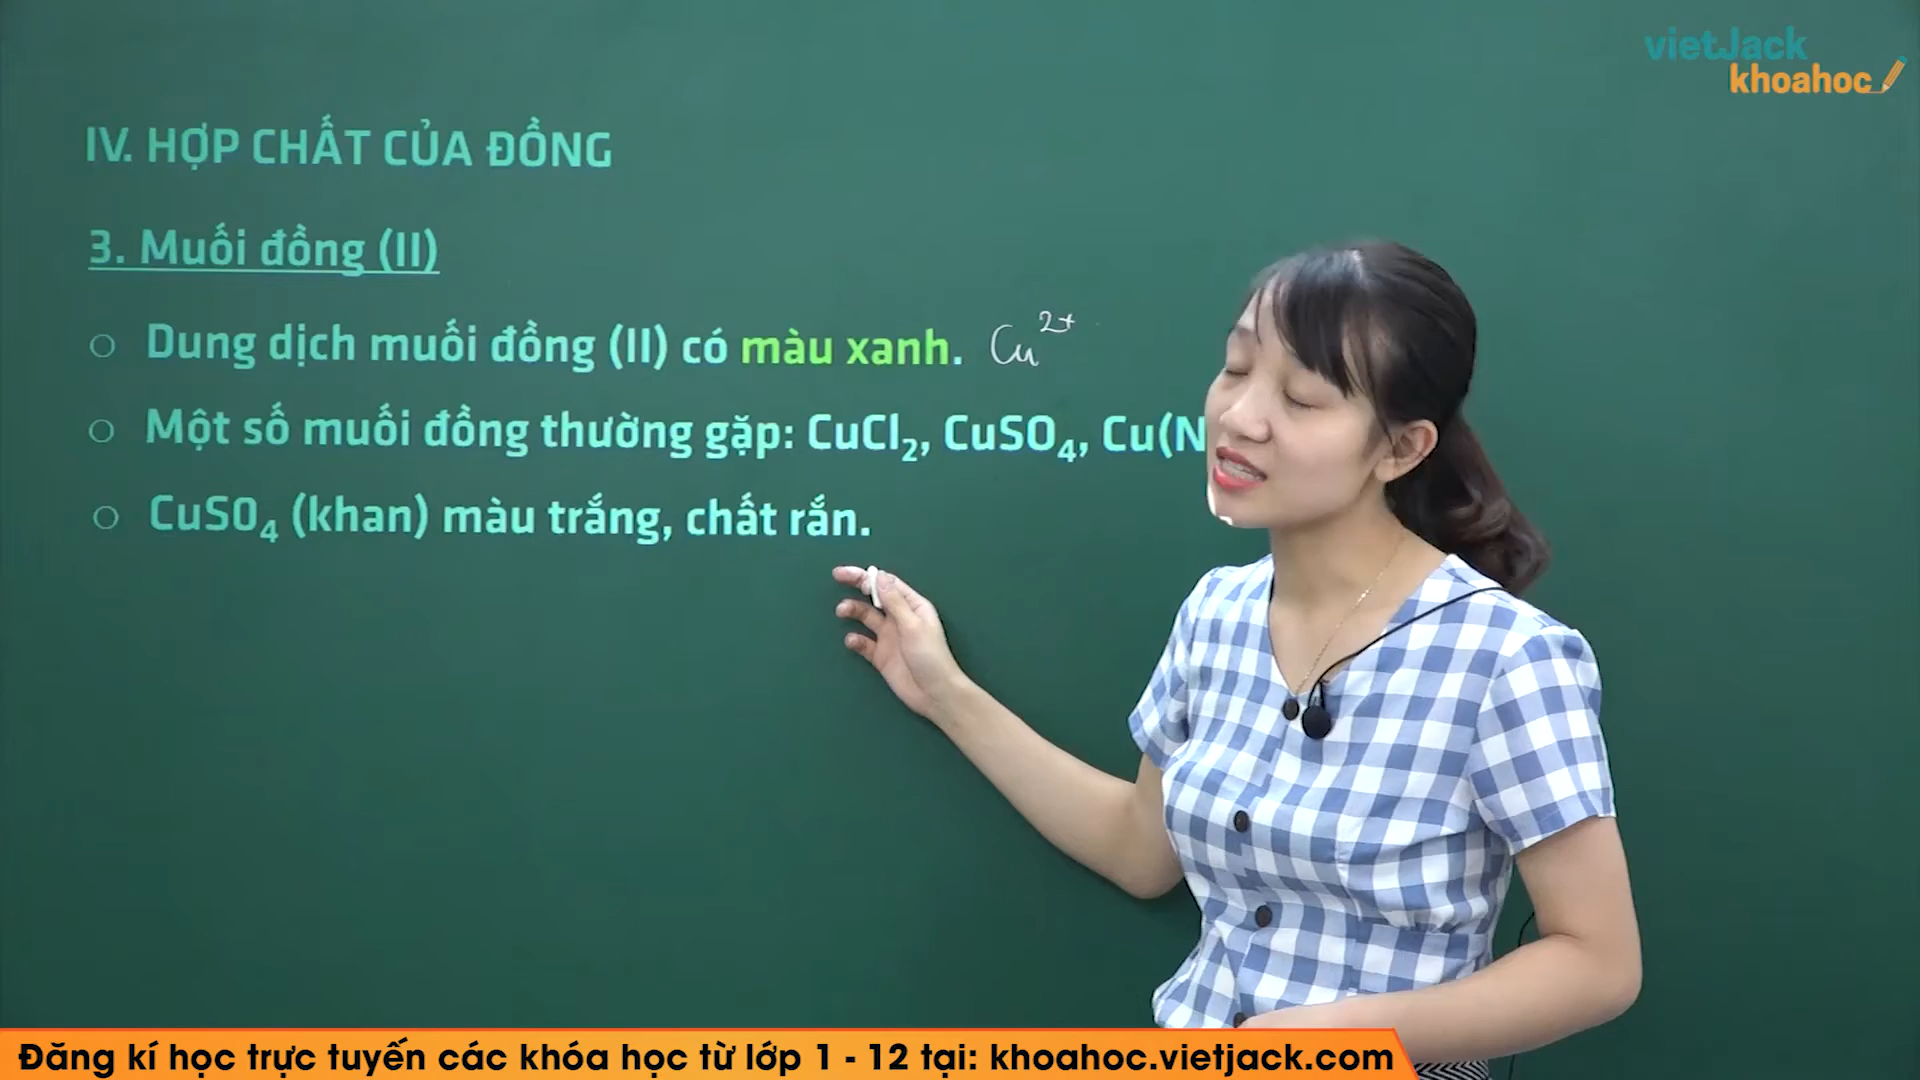 vietJack
khoahoc
IV. HỢP CHẤT CỦA ĐỒNG
3. Muối đồng (II)
○ Dung dịch muối đồng (II) có màu xanh. Cu²⁺
○ Một số muối đồng thường gặp: CuCl₂, CuSO₄, Cu(N
○ CuSO₄ (khan) màu trắng, chất rắn.
Đăng kí học trực tuyến các khóa học từ lớp 1 - 12 tại: khoahoc.vietjack.com